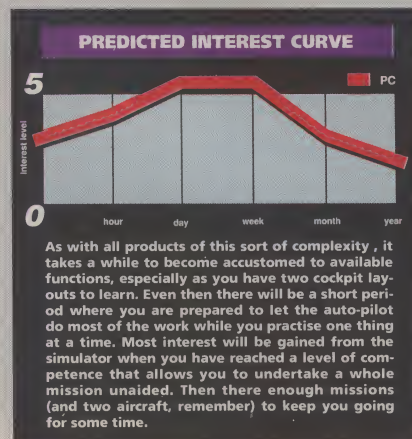 PREDICTED INTEREST CURVE
5
PC
Interest level
0
hour day week month year
As with all products of this sort of complexity , it
takes a while to become accustomed to available
functions, especially as you have two cockpit lay-
outs to learn. Even then there will be a short peri-
od where you are prepared to let the auto-pilot
do most of the work while you practise one thing
at a time. Most interest will be gained from the
simulator when you have reached a level of com-
petence that allows you to undertake a whole
mission unaided. Then there enough missions
(and two aircraft, remember) to keep you going
for some time.